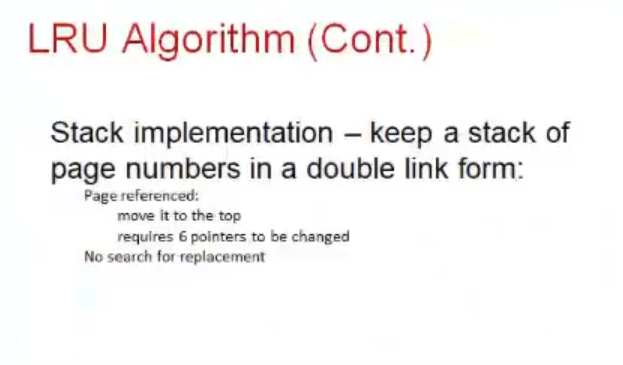 LRU Algorithm (Cont.)
Stack implementation – keep a stack of
page numbers in a double link form:
Page referenced:
move it to the top
requires 6 pointers to be changed
No search for replacement